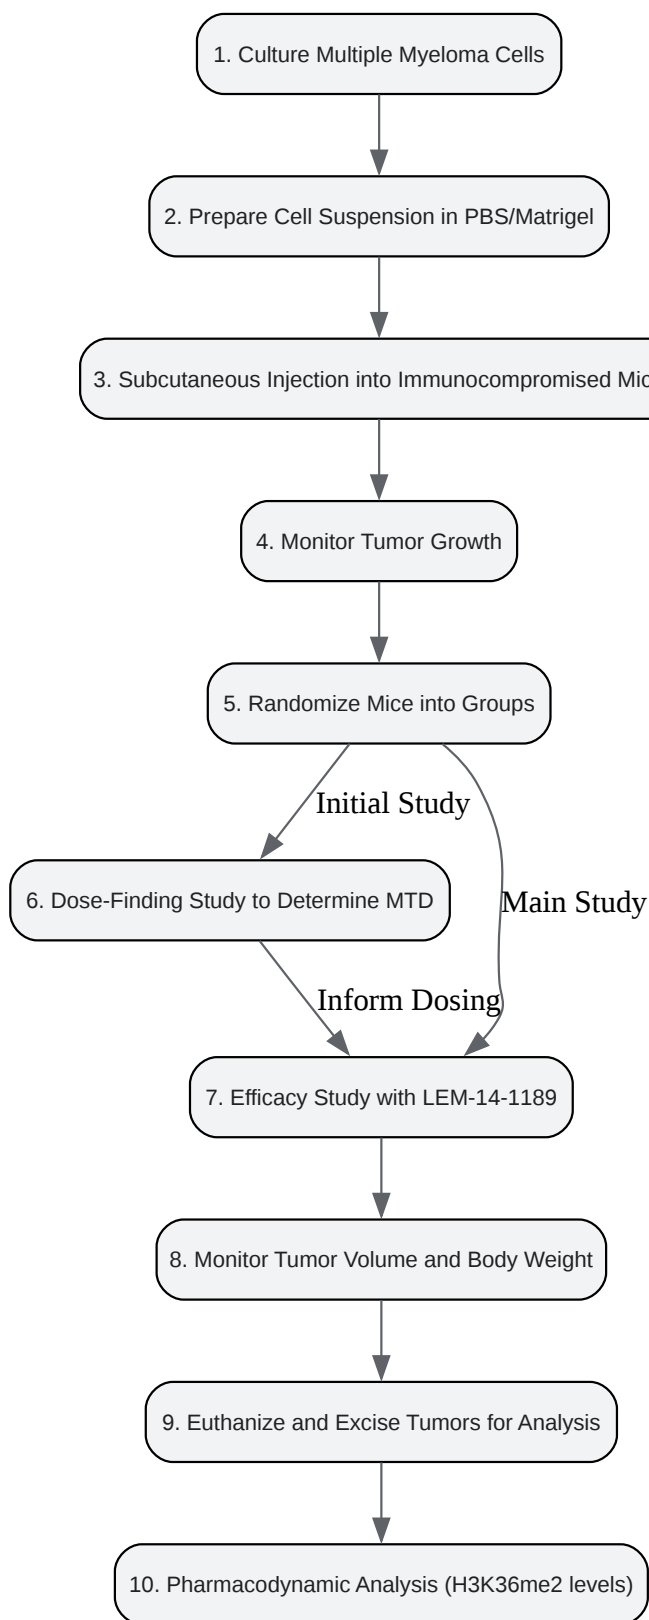 1. Culture Multiple Myeloma Cells
2. Prepare Cell Suspension in PBS/Matrigel
3. Subcutaneous Injection into Immunocompromised
4. Monitor Tumor Growth
5. Randomize Mice into Groups
Initial Study
6. Dose-Finding Study to Determine MTD
Main Study
Inform Dosing
7. Efficacy Study with LEM-14-1189
8. Monitor Tumor Volume and Body Weight
9. Euthanize and Excise Tumors for Analysis
10. Pharmacodynamic Analysis (H3K36me2 levels)